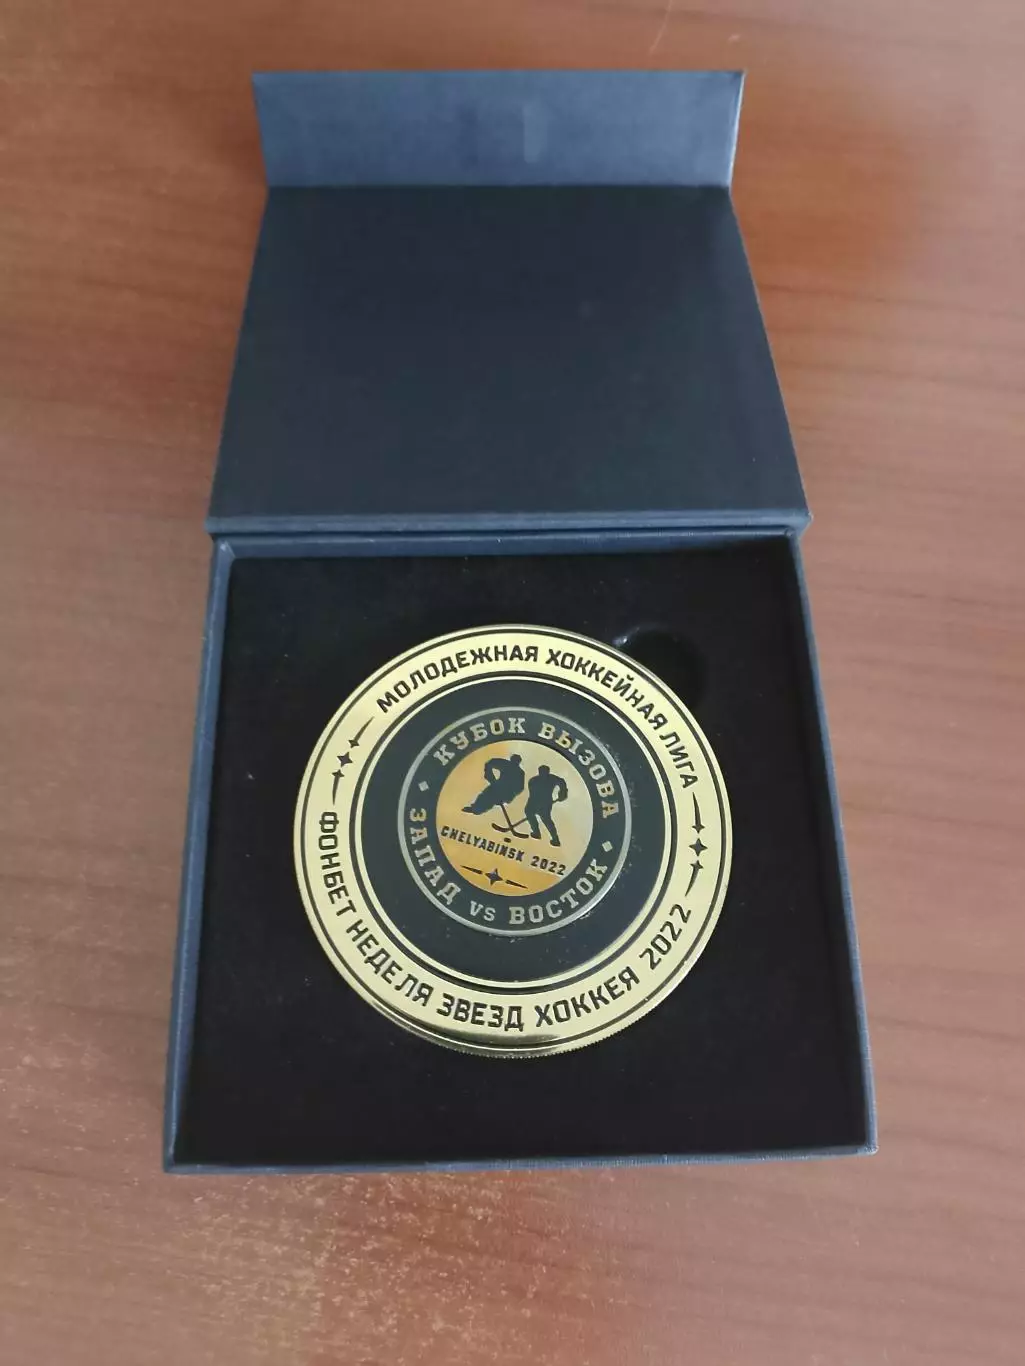 МОЛОДЕЖНАЯ ХОККЕЙНАЯ ЛИГА
ФОНБЕТ НЕДЕЛЯ ЗВЕЗД ХОККЕЯ 2022
КУБОК ВЫЗОВА
ЗАПАД VS ВОСТОК
CHELYABINSK 2022